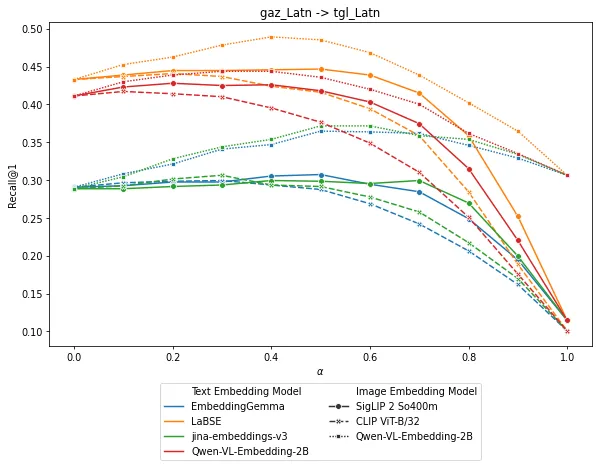 gaz_Latn -> tgl_Latn
0.50
0.45
0.40
0.35
0.30
0.25
0.20
0.15
0.10
Recall@1
0.0 0.2 0.4 0.6 0.8 1.0
α
Text Embedding Model
EmbeddingGemma
LaBSE
jina-embeddings-v3
Qwen-VL-Embedding-2B
Image Embedding Model
SigLIP 2 So400m
CLIP ViT-B/32
Qwen-VL-Embedding-2B